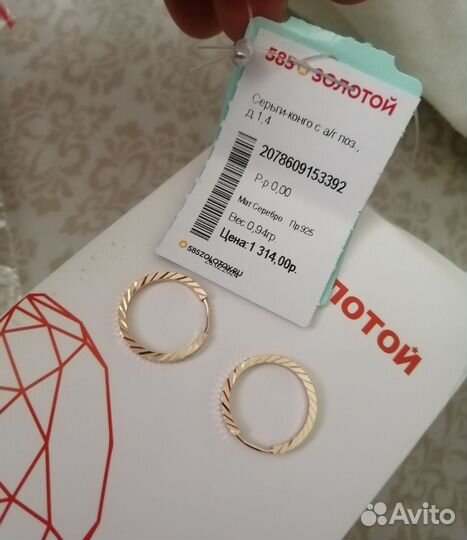 585 ЗОЛОТОЙ
Серьги-конго с а/г поз.,
д.1,4
2078609153392
Р-р 0,00
Мат.Серебро Пр.925
Вес 0,94гр
Цена:1 314,00р.
585ZOLOTOY.RU
ЛОТОЙ
Avito